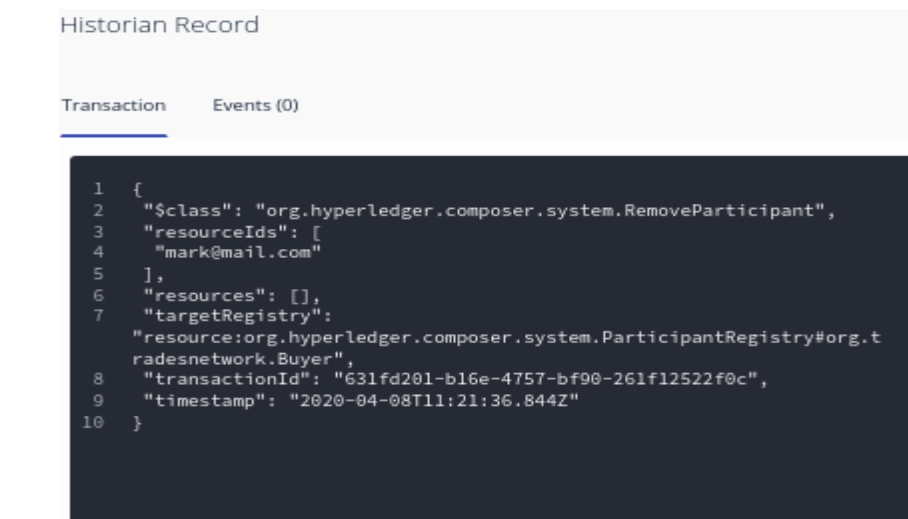 Historian Record
Transaction Events (0)
1 {
2 "$class": "org.hyperledger.composer.system.RemoveParticipant",
3 "resourceIds": [
4 "mark@mail.com"
5 ],
6 "resources": [],
7 "targetRegistry":
"resource:org.hyperledger.composer.system.ParticipantRegistry#org.t
radesnetwork.Buyer",
8 "transactionId": "631fd201-b16e-4757-bf90-261f12522f0c",
9 "timestamp": "2020-04-08T11:21:36.844Z"
10 }